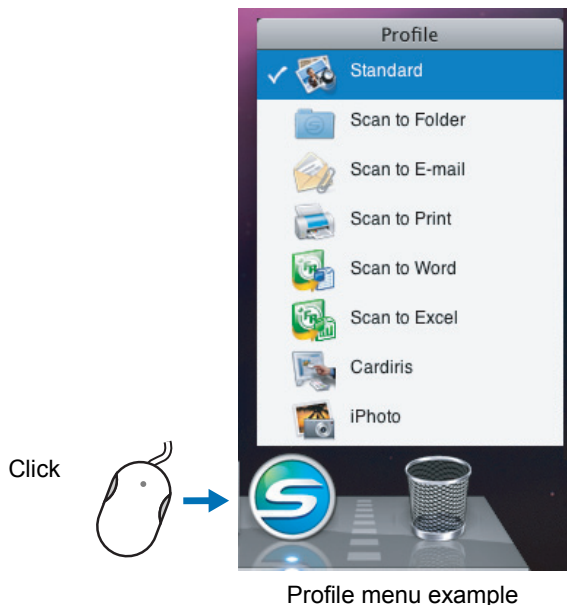 Profile
Standard
Scan to Folder
Scan to E-mail
Scan to Print
Scan to Word
Scan to Excel
Cardiris
iPhoto
Click
Profile menu example